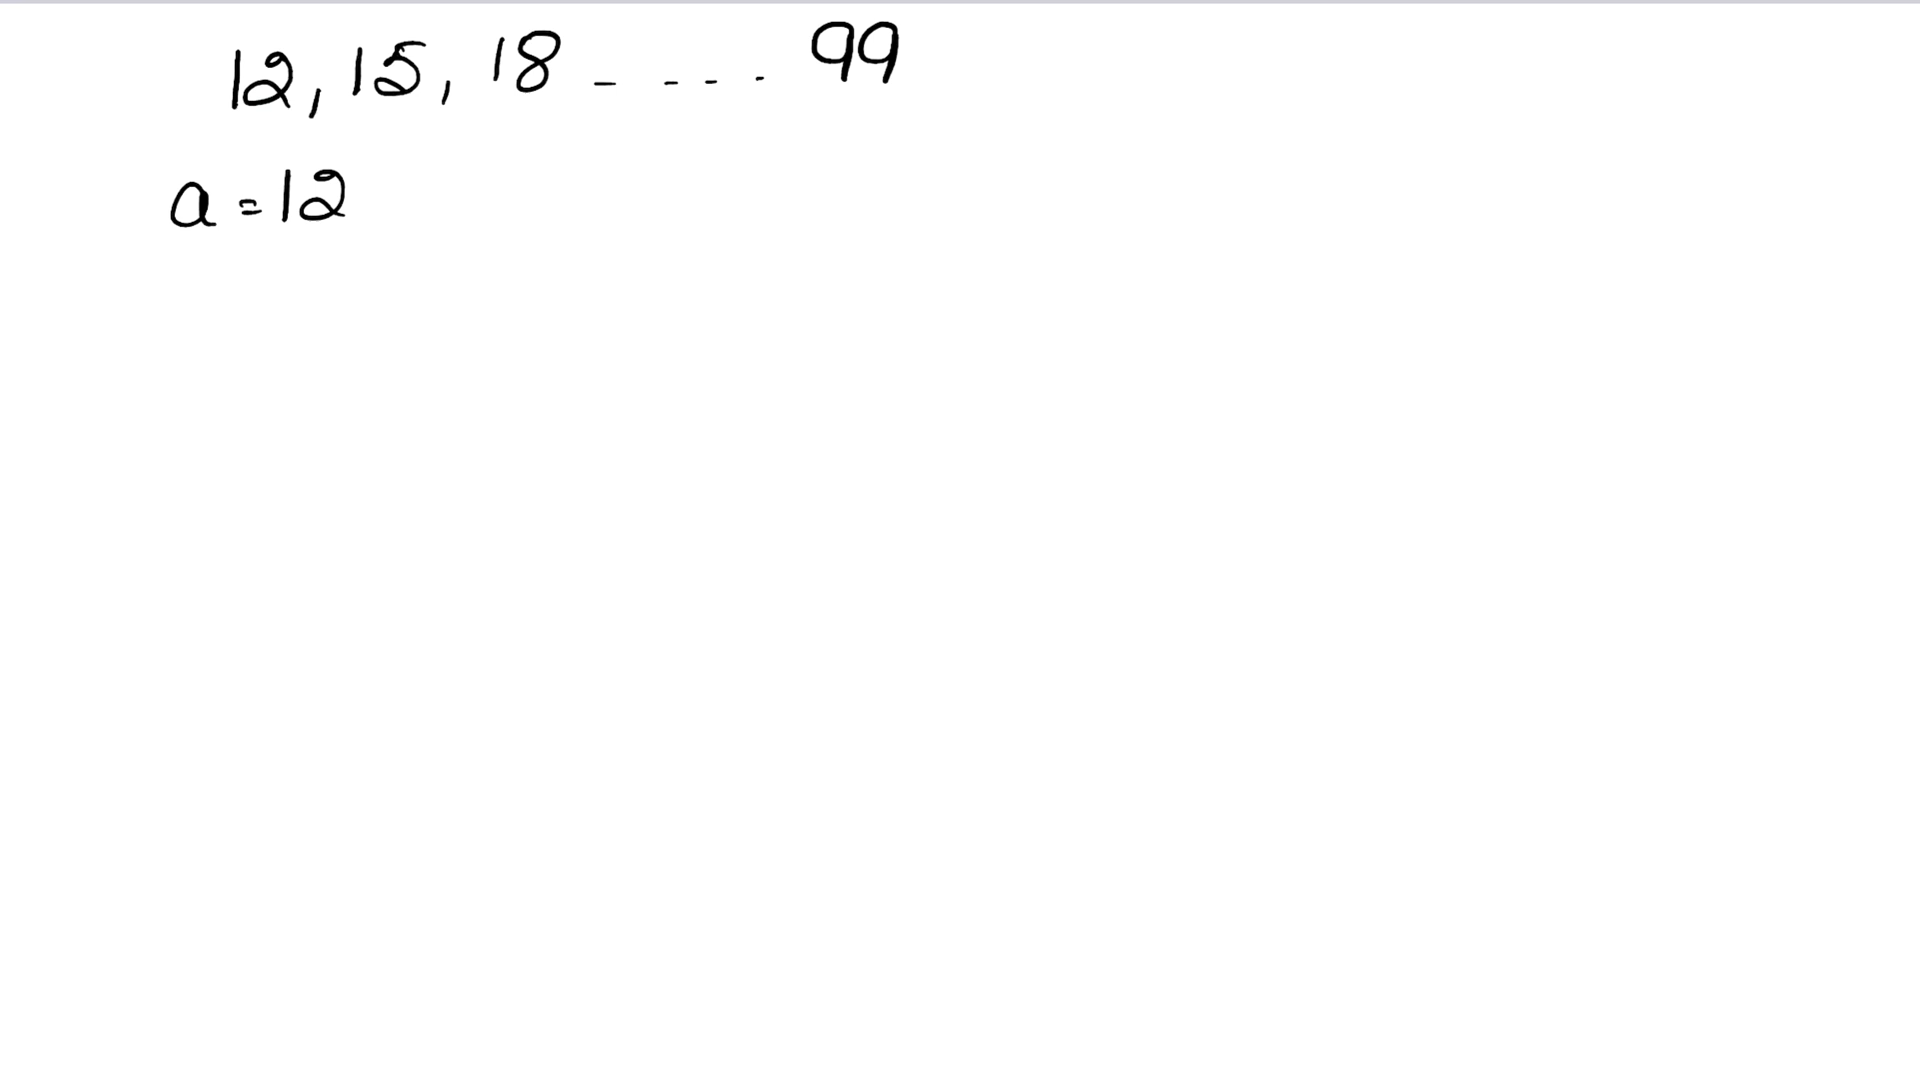 12, 15, 18 - - - - . 99
a = 12